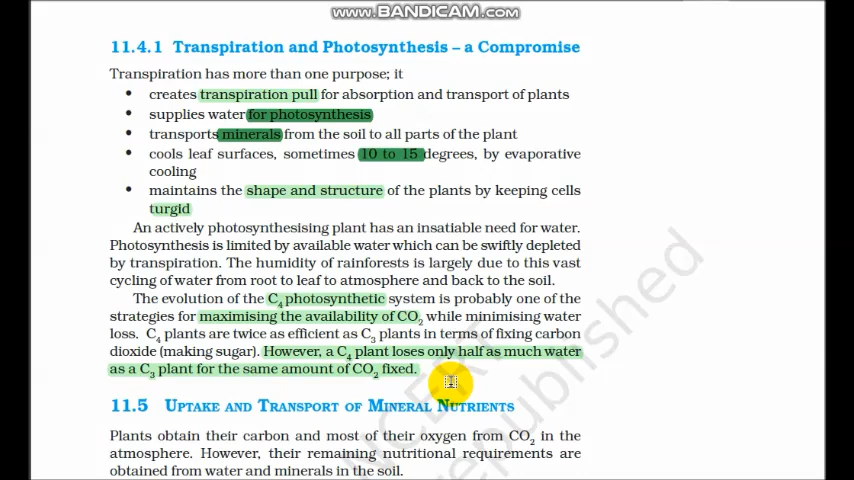 www.BANDICAM.com
11.4.1 Transpiration and Photosynthesis – a Compromise
Transpiration has more than one purpose; it
• creates transpiration pull for absorption and transport of plants
• supplies water for photosynthesis
• transports minerals from the soil to all parts of the plant
• cools leaf surfaces, sometimes 10 to 15 degrees, by evaporative
cooling
• maintains the shape and structure of the plants by keeping cells
turgid
An actively photosynthesising plant has an insatiable need for water.
Photosynthesis is limited by available water which can be swiftly depleted
by transpiration. The humidity of rainforests is largely due to this vast
cycling of water from root to leaf to atmosphere and back to the soil.
The evolution of the C₄ photosynthetic system is probably one of the
strategies for maximising the availability of CO₂ while minimising water
loss. C₄ plants are twice as efficient as C₃ plants in terms of fixing carbon
dioxide (making sugar). However, a C₄ plant loses only half as much water
as a C₃ plant for the same amount of CO₂ fixed.
11.5 UPTAKE AND TRANSPORT OF MINERAL NUTRIENTS
Plants obtain their carbon and most of their oxygen from CO₂ in the
atmosphere. However, their remaining nutritional requirements are
obtained from water and minerals in the soil.
NCERT
republished